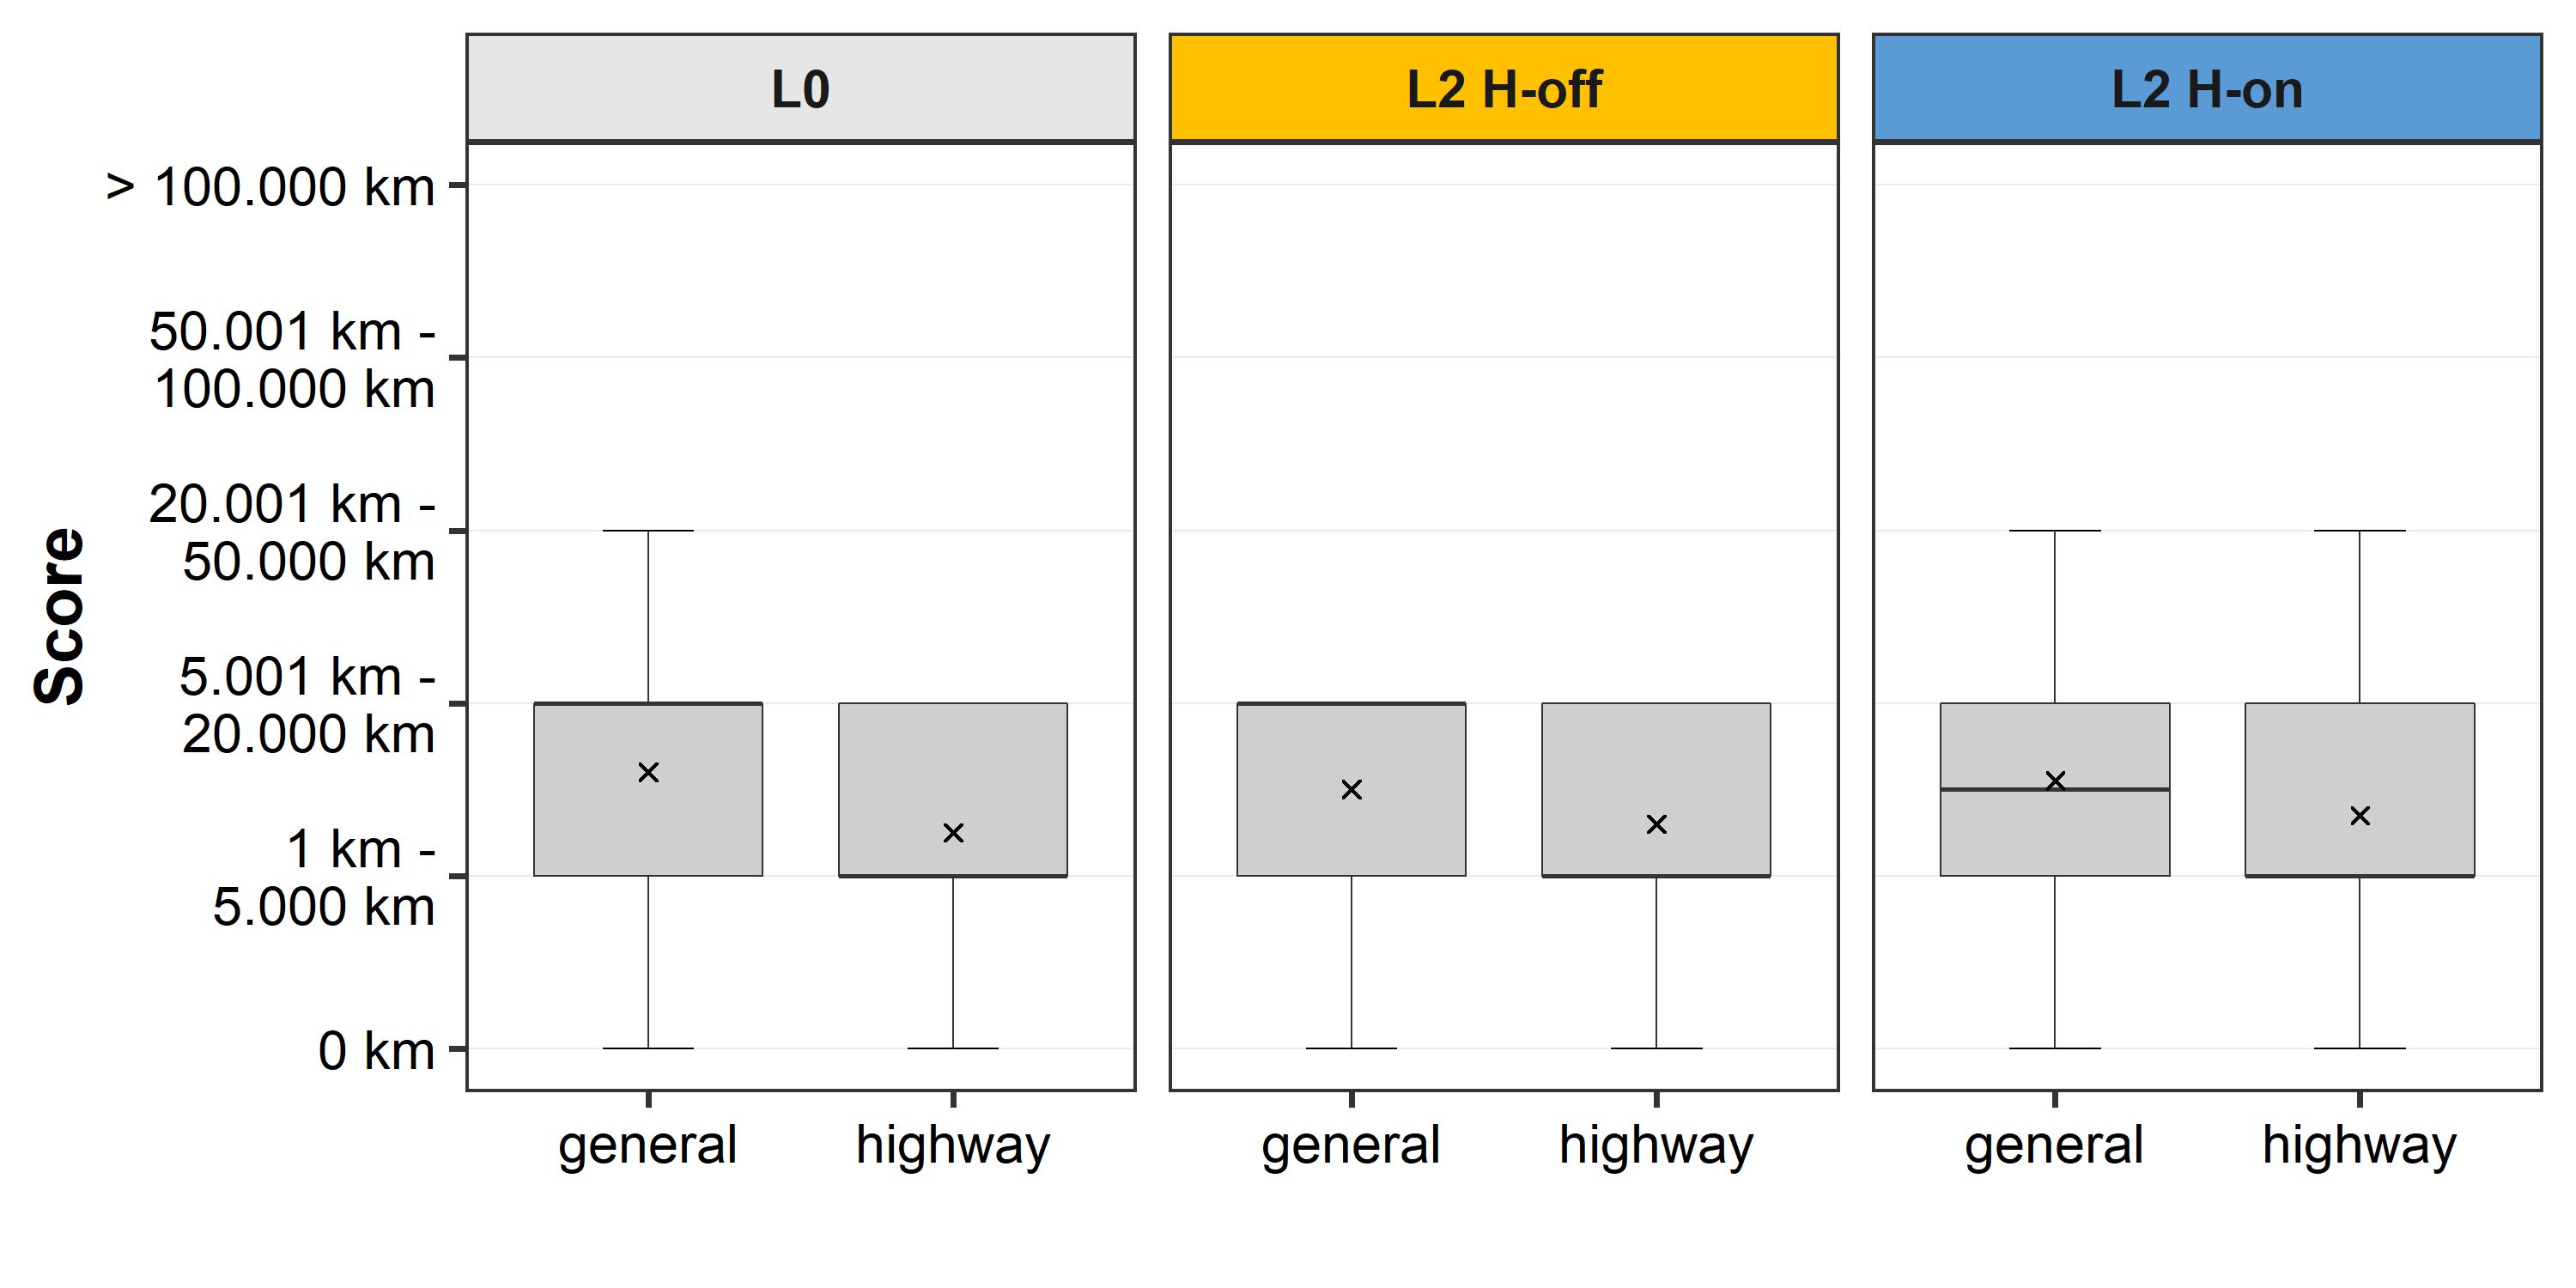 L0
L2 H-off
L2 H-on
Score
> 100.000 km
50.001 km -
100.000 km
20.001 km -
50.000 km
5.001 km -
20.000 km
1 km -
5.000 km
0 km
general
highway
general
highway
general
highway